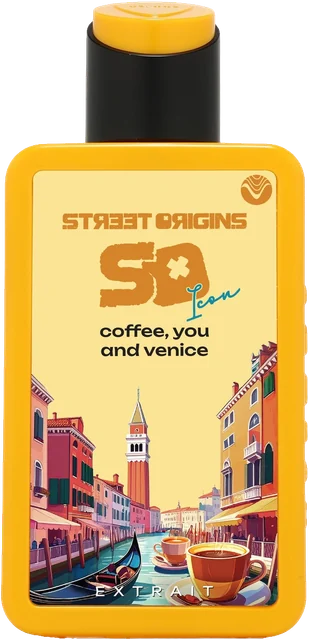 STREET ORIGINS
SO
Icon
coffee, you
and venice
EXTRAIT